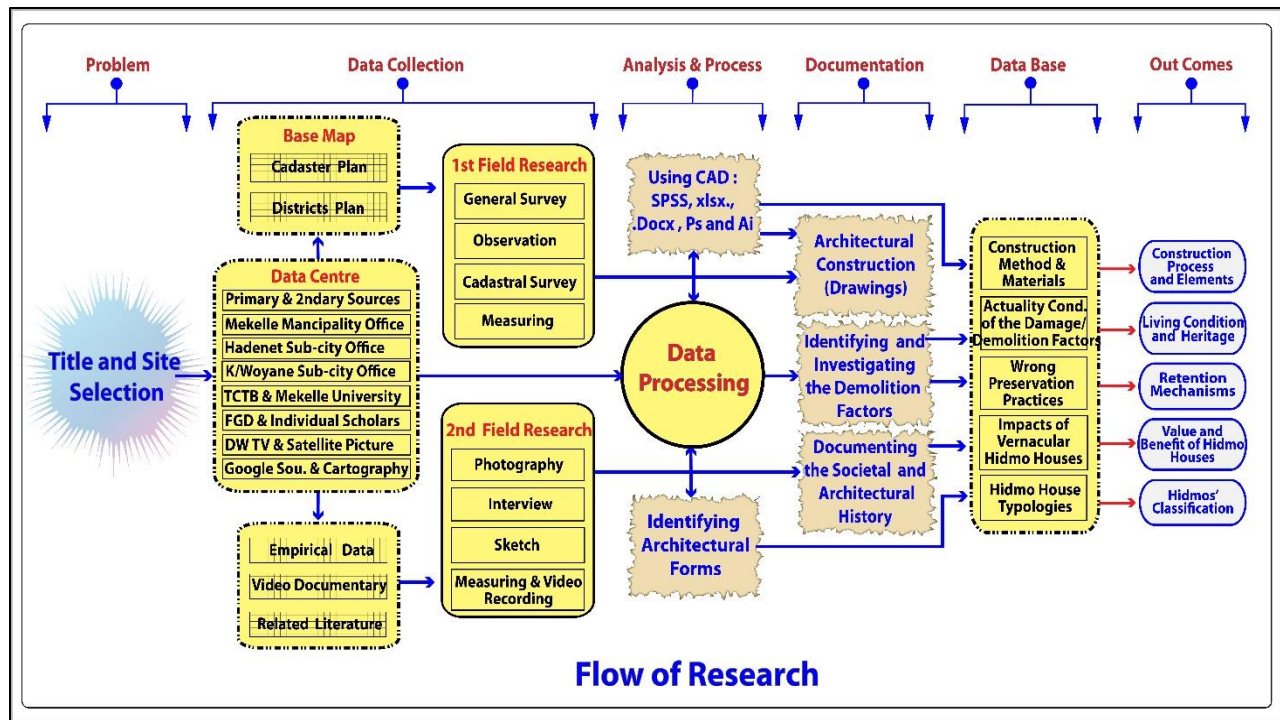 Problem
Data Collection
Analysis & Process
Documentation
Data Base
Out Comes
Title and Site
Selection
Base Map
Cadaster Plan
Districts Plan
Data Centre
Primary & 2ndary Sources
Mekelle Mancipality Office
Hadenet Sub-city Office
K/Woyane Sub-city Office
TCTB & Mekelle University
FGD & Individual Scholars
DW TV & Satellite Picture
Google Sou. & Cartography
Empirical Data
Video Documentary
Related Literature
1st Field Research
General Survey
Observation
Cadastral Survey
Measuring
2nd Field Research
Photography
Interview
Sketch
Measuring & Video
Recording
Using CAD :
SPSS, xlsx.,
.Docx , Ps and Ai
Data
Processing
Identifying
Architectural
Forms
Architectural
Construction
(Drawings)
Identifying and
Investigating
the Demolition
Factors
Documenting
the Societal and
Architectural
History
Construction
Method &
Materials
Actuality Cond.
of the Damage/
Demolition Factors
Wrong
Preservation
Practices
Impacts of
Vernacular
Hidmo Houses
Hidmo House
Typologies
Construction
Process
and Elements
Living Condition
and Heritage
Retention
Mechanisms
Value and
Benefit of Hidmo
Houses
Hidmos'
Classification
Flow of Research